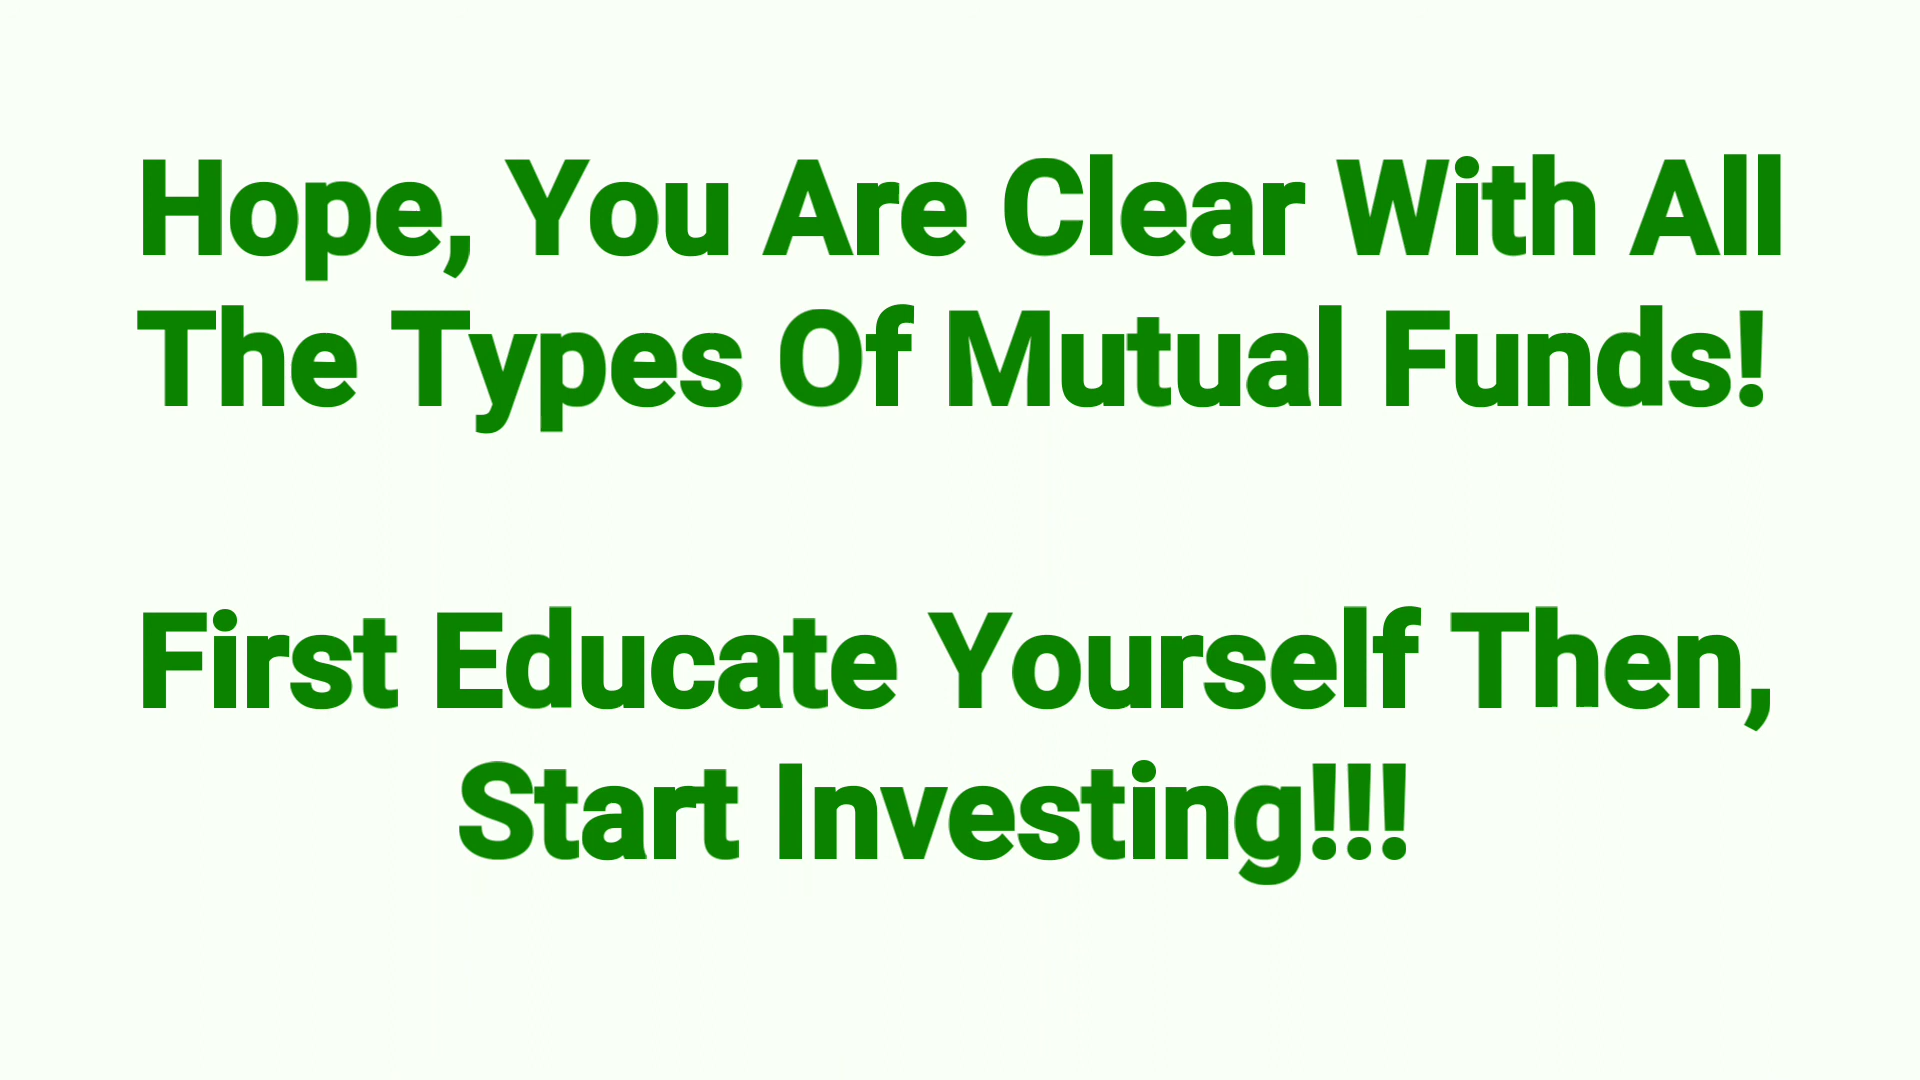 Hope, You Are Clear With All
The Types Of Mutual Funds!
First Educate Yourself Then,
Start Investing!!!